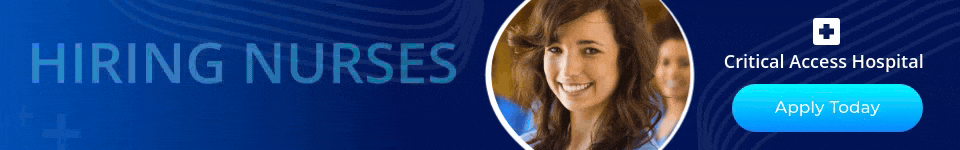 HIRING NURSES
Critical Access Hospital
Apply Today